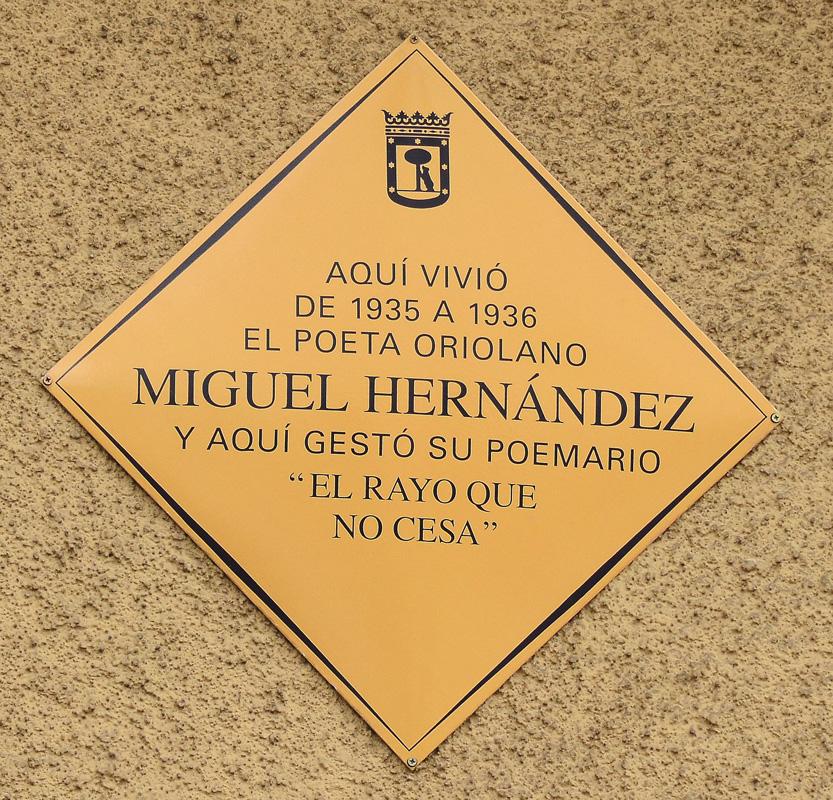 AQUÍ VIVIÓ
DE 1935 A 1936
EL POETA ORIOLANO
MIGUEL HERNÁNDEZ
Y AQUÍ GESTÓ SU POEMARIO
“EL RAYO QUE
NO CESA”